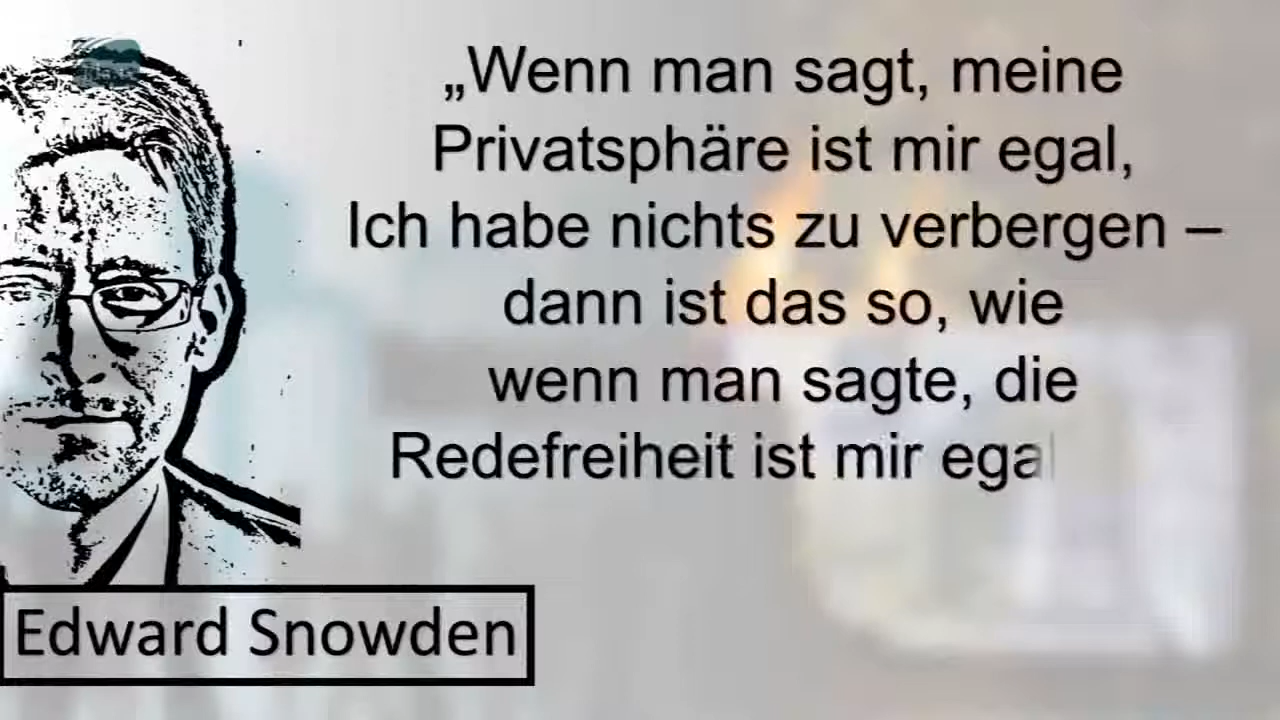 „Wenn man sagt, meine
Privatsphäre ist mir egal,
Ich habe nichts zu verbergen –
dann ist das so, wie
wenn man sagte, die
Redefreiheit ist mir egal
Edward Snowden